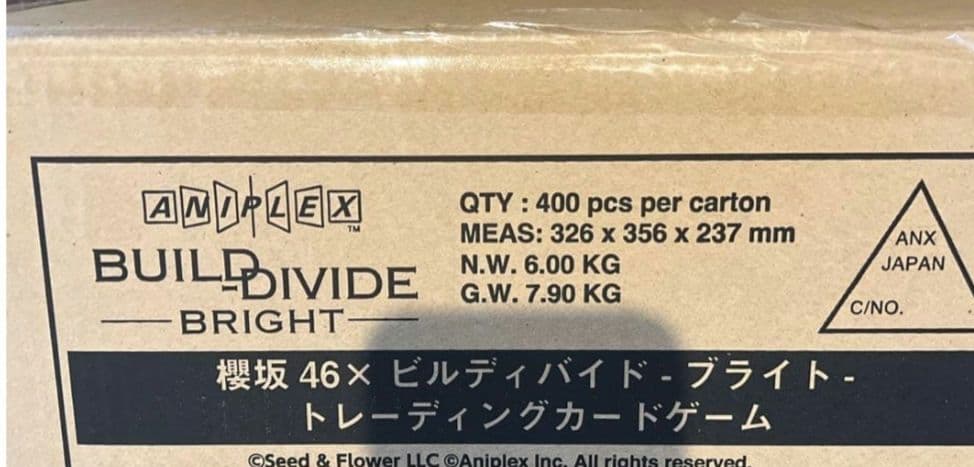 ANIPLEX™
BUILD-DIVIDE
BRIGHT
QTY : 400 pcs per carton
MEAS: 326 x 356 x 237 mm
N.W. 6.00 KG
G.W. 7.90 KG
ANX
JAPAN
C/NO.
櫻坂46× ビルディバイド - ブライト -
トレーディングカードゲーム
©Seed & Flower LLC ©Aniplex Inc. All rights reserved.